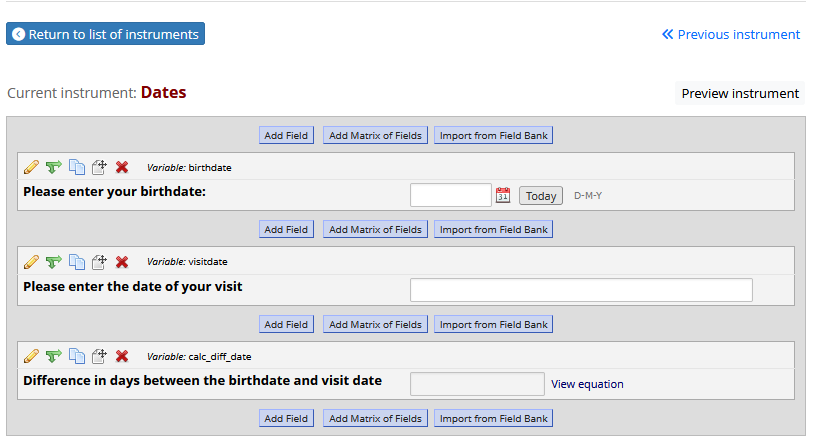 Return to list of instruments
Previous instrument
Current instrument: Dates
Preview instrument
Add Field Add Matrix of Fields Import from Field Bank
Variable: birthdate
Please enter your birthdate:
31 Today D-M-Y
Add Field Add Matrix of Fields Import from Field Bank
Variable: visitdate
Please enter the date of your visit
Add Field Add Matrix of Fields Import from Field Bank
Variable: calc_diff_date
Difference in days between the birthdate and visit date View equation
Add Field Add Matrix of Fields Import from Field Bank